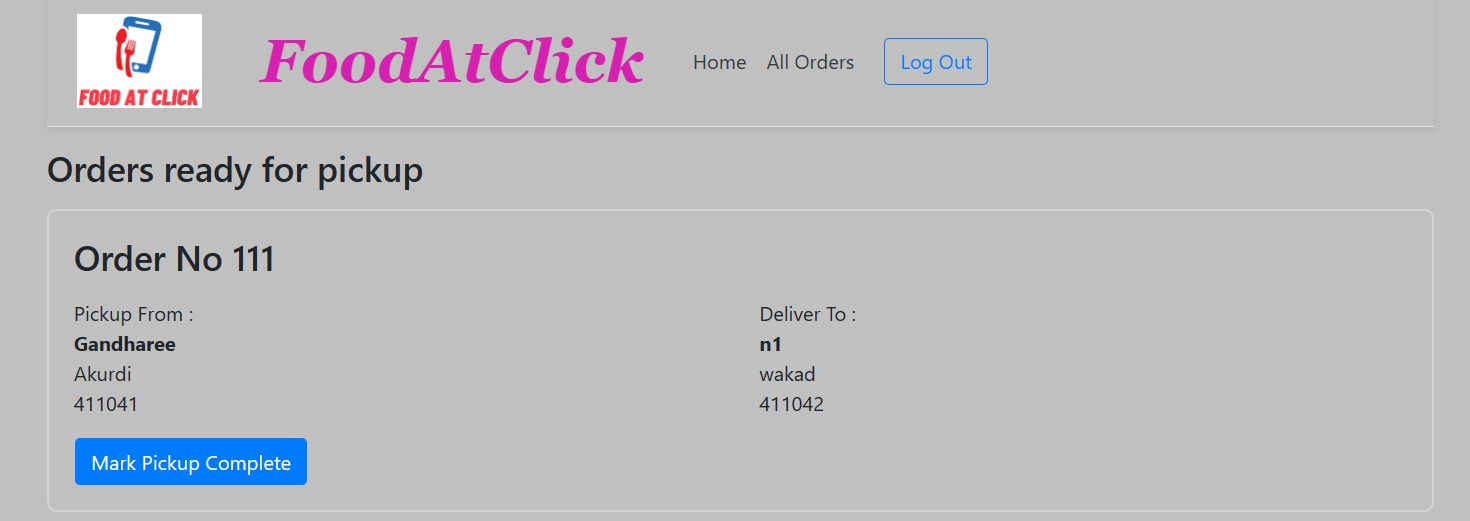 FOOD AT CLICK
FoodAtClick
Home All Orders Log Out
Orders ready for pickup
Order No 111
Pickup From :
Gandharee
Akurdi
411041
Deliver To :
n1
wakad
411042
Mark Pickup Complete